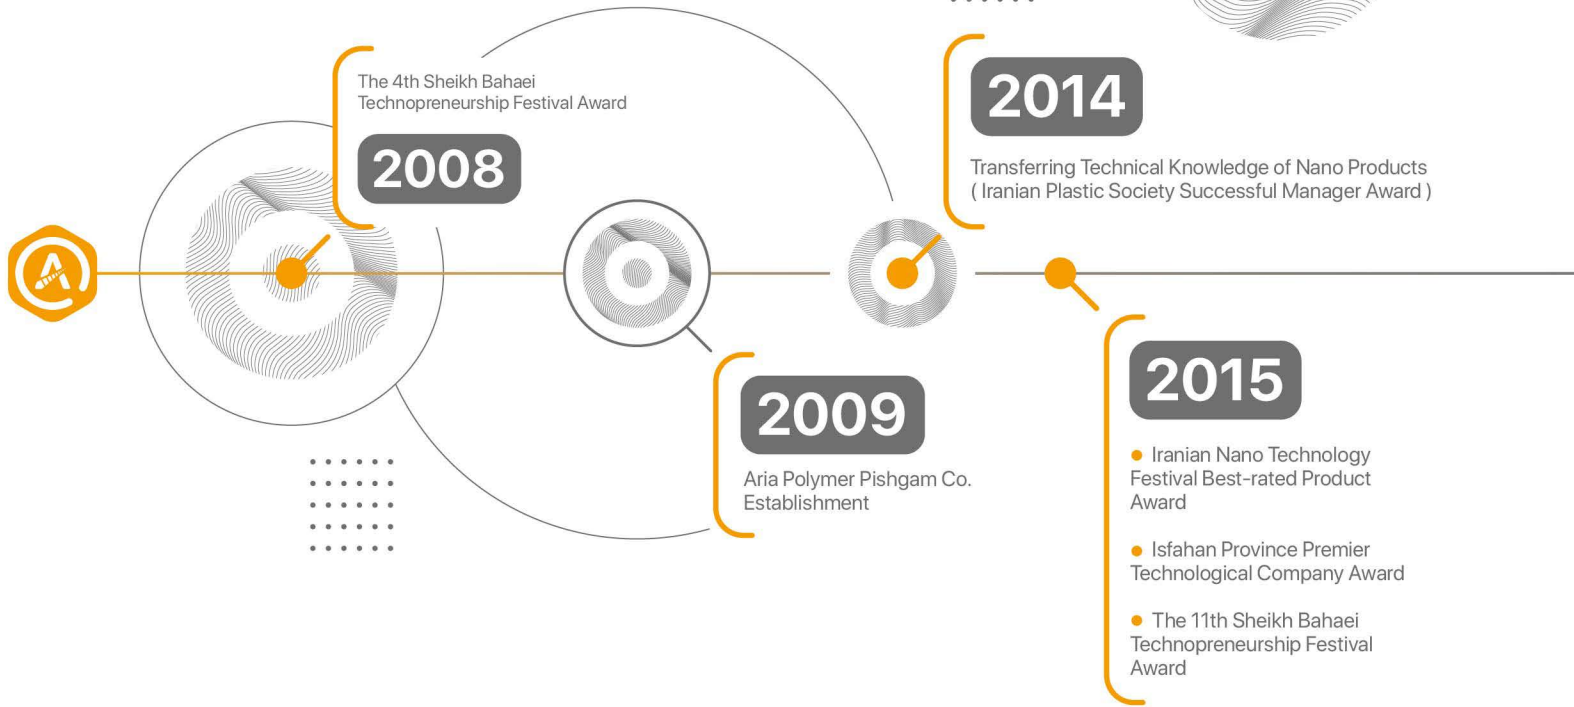 The 4th Sheikh Bahaei
Technopreneurship Festival Award
2008
2009
Aria Polymer Pishgam Co.
Establishment
2014
Transferring Technical Knowledge of Nano Products
( Iranian Plastic Society Successful Manager Award )
2015
Iranian Nano Technology
Festival Best-rated Product
Award
Isfahan Province Premier
Technological Company Award
The 11th Sheikh Bahaei
Technopreneurship Festival
Award